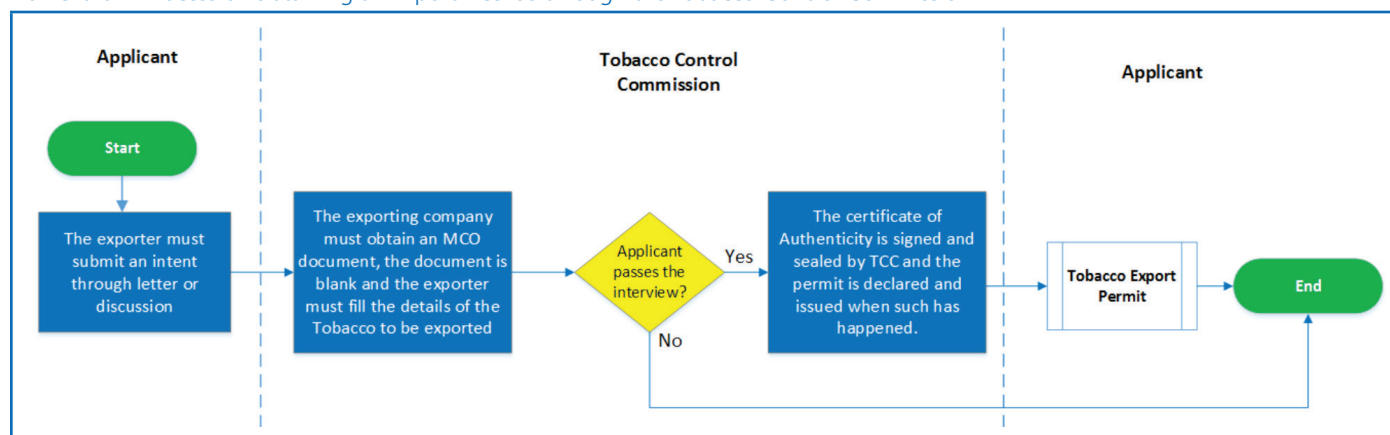 Applicant
Tobacco Control
Commission
Applicant
Start
The exporter must
submit an intent
through letter or
discussion
The exporting company
must obtain an MCO
document, the document is
blank and the exporter
must fill the details of the
Tobacco to be exported
Applicant
passes the
interview?
Yes
No
The certificate of
Authenticity is signed and
sealed by TCC and the
permit is declared and
issued when such has
happened.
Tobacco Export
Permit
End